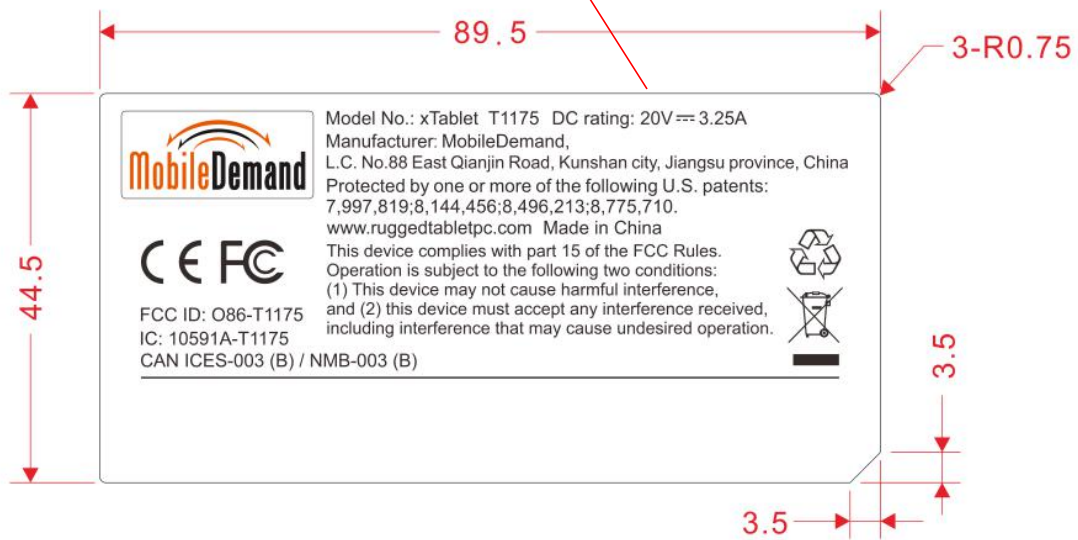 89.5
3-R0.75
44.5
MobileDemand
Model No.: xTablet T1175 DC rating: 20V⎓3.25A
Manufacturer: MobileDemand,
L.C. No.88 East Qianjin Road, Kunshan city, Jiangsu province, China
Protected by one or more of the following U.S. patents:
7,997,819;8,144,456;8,496,213;8,775,710.
www.ruggedtabletpc.com Made in China
This device complies with part 15 of the FCC Rules.
Operation is subject to the following two conditions:
(1) This device may not cause harmful interference,
and (2) this device must accept any interference received,
including interference that may cause undesired operation.
CE FC
FCC ID: O86-T1175
IC: 10591A-T1175
CAN ICES-003 (B) / NMB-003 (B)
3.5
3.5